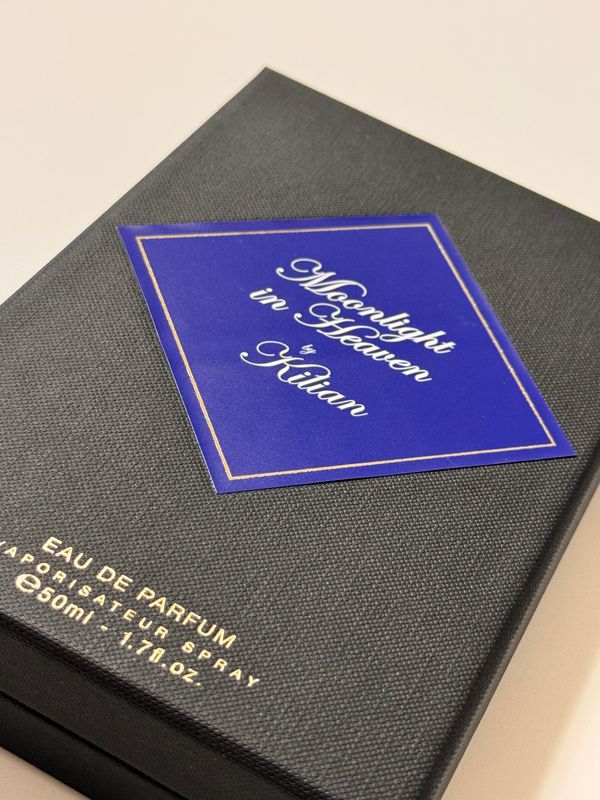 Moonlight
in Heaven
by
Kilian
EAU DE PARFUM
VAPORISATEUR SPRAY
℮50ml - 1.7fl.oz.